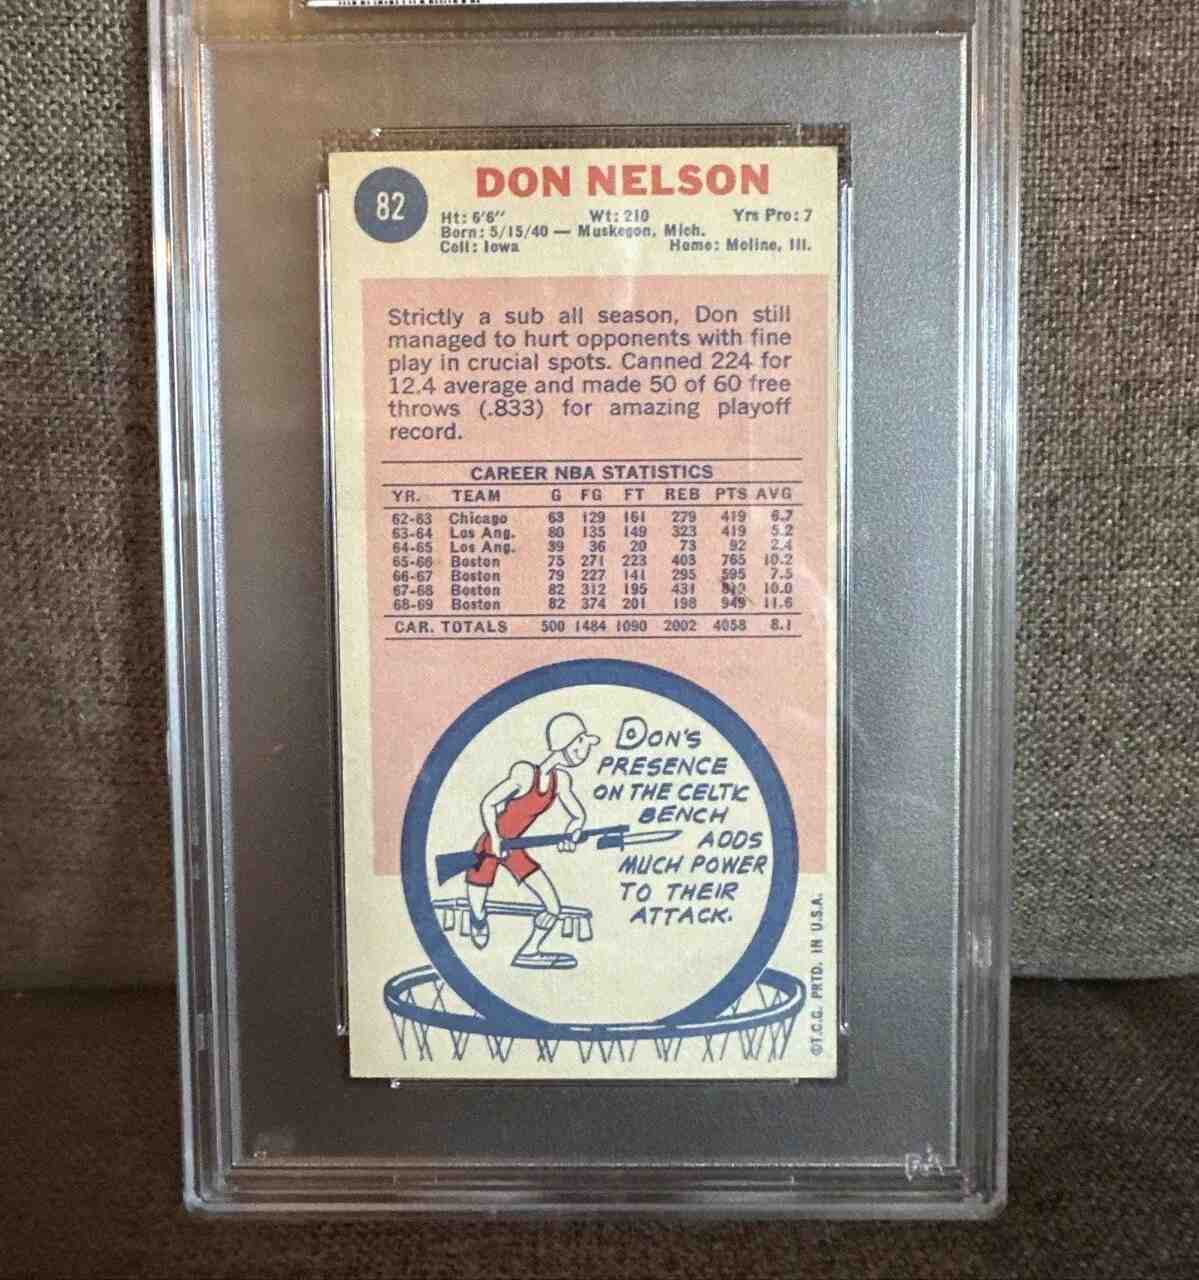 82
DON NELSON
Ht: 6'6" Wt: 210 Yrs Pro: 7
Born: 5/15/40 — Muskegon, Mich.
Coll: Iowa Home: Moline, Ill.
Strictly a sub all season, Don still
managed to hurt opponents with fine
play in crucial spots. Canned 224 for
12.4 average and made 50 of 60 free
throws (.833) for amazing playoff
record.
CAREER NBA STATISTICS
YR. TEAM G FG FT REB PTS AVG
62-63 Chicago 63 129 161 279 419 6.7
63-64 Los Ang. 80 135 149 323 419 5.2
64-65 Los Ang. 39 36 20 73 92 2.4
65-66 Boston 75 271 223 403 765 10.2
66-67 Boston 79 227 141 295 595 7.5
67-68 Boston 82 312 195 431 10.0
68-69 Boston 82 374 201 198 949 11.6
CAR. TOTALS 500 1484 1090 2002 4058 8.1
DON'S
PRESENCE
ON THE CELTIC
BENCH
ADDS
MUCH POWER
TO THEIR
ATTACK.
©T.C.G. PRTD. IN U.S.A.